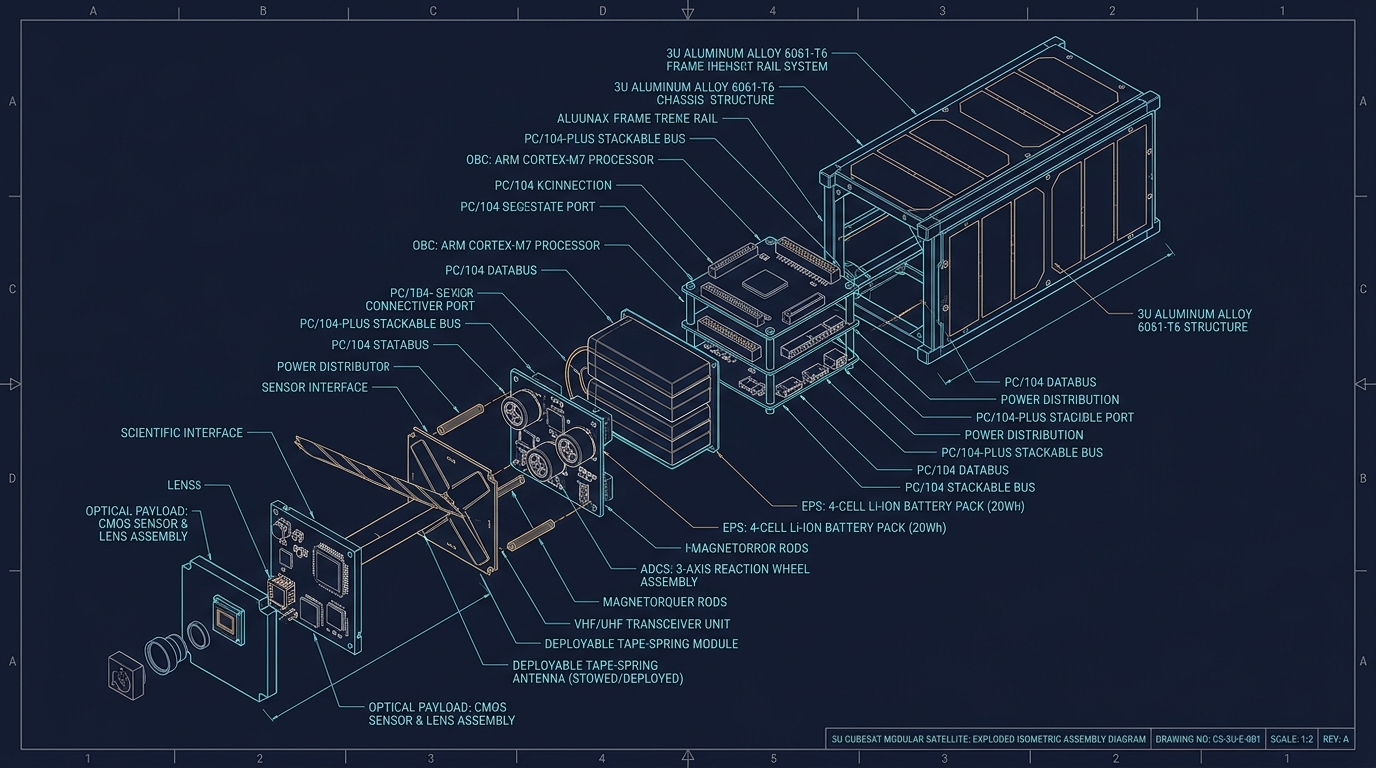 A B C D 4 3 2 1
3U ALUMINUM ALLOY 6061-T6
FRAME IHEHSIT RAIL SYSTEM
3U ALUMINUM ALLOY 6061-T6
CHASSIS STRUCTURE
A
A
ALUUNAX FRAME TREME RAIL
PC/104-PLUS STACKABLE BUS
OBC: ARM CORTEX-M7 PROCESSOR
PC/104 KCINNECTION
PC/104 SEGESTATE PORT
OBC: ARM CORTEX-M7 PROCESSOR
PC/104 DATABUS
C
C
PC/1D4- SEXIOR
CONNECTIVER PORT
3U ALUMINUM ALLOY
6061-T6 STRUCTURE
PC/104-PLUS STACKABLE BUS
PC/104 STATABUS
POWER DISTRIBUTOR
SENSOR INTERFACE
PC/104 DATABUS
POWER DISTRIBUTION
PC/104-PLUS STACIBLE PORT
SCIENTIFIC INTERFACE
POWER DISTRIBUTION
PC/104-PLUS STACKABLE BUS
PC/1D4 DATABUS
D
B
LENSS
PC/1D4 STACKABLE BUS
EPS: 4-CELL LI-ION BATTERY PACK (20Wh)
OPTICAL PAYLOAD:
CMOS SENSOR &
LENS ASSEMBLY
EPS: 4-CELL LI-ION BATTERY PACK (20Wh)
I-MAGNETORROR RODS
ADCS: 3-AXIS REACTION WHEEL
ASSEMBLY
MAGNETORQUER RODS
VHF/UHF TRANSCEIVER UNIT
DEPLOYABLE TAPE-SPRING MODULE
A
A
DEPLOYABLE TAPE-SPRING
ANTENNA (STOWED/DEPLOYED)
OPTICAL PAYLOAD: CMOS
SENSOR & LENS ASSEMBLY
SU CUBESAT MGDULAR SATELLITE: EXPLODED ISOMETRIC ASSEMBLY DIAGRAM
DRAWING NO: CS-3U-E-0B1
SCALE: 1:2
REV: A
1 2 3 4 5 3 2 1